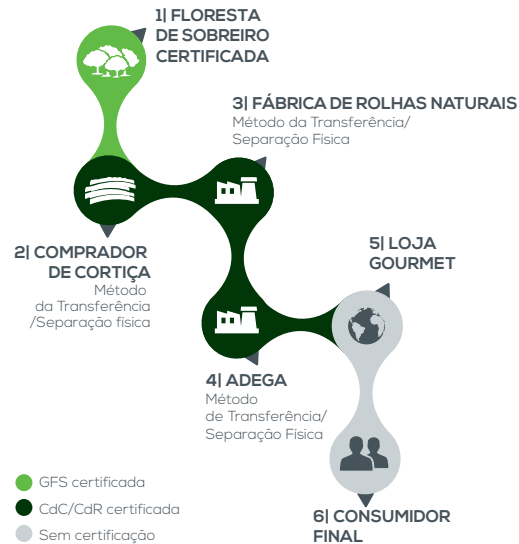 1| FLORESTA
DE SOBREIRO
CERTIFICADA
3| FÁBRICA DE ROLHAS NATURAIS
Método da Transferência/
Separação Física
2| COMPRADOR
DE CORTIÇA
Método
da Transferência
/Separação física
5| LOJA
GOURMET
4| ADEGA
Método
de Transferência/
Separação Física
6| CONSUMIDOR
FINAL
GFS certificada
CdC/CdR certificada
Sem certificação